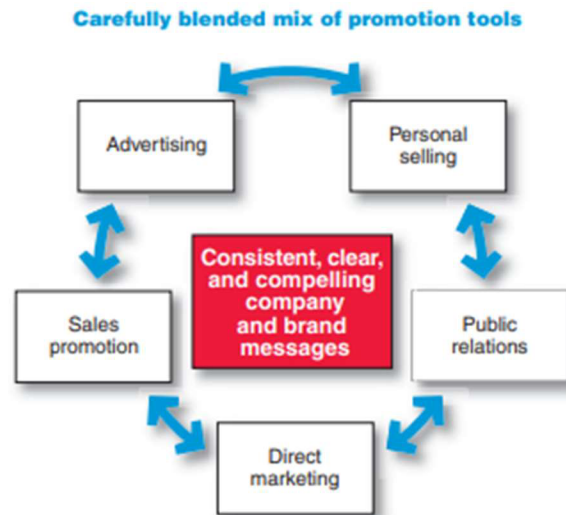 Carefully blended mix of promotion tools
Advertising
Personal
selling
Consistent, clear,
and compelling
company
and brand
messages
Sales
promotion
Public
relations
Direct
marketing